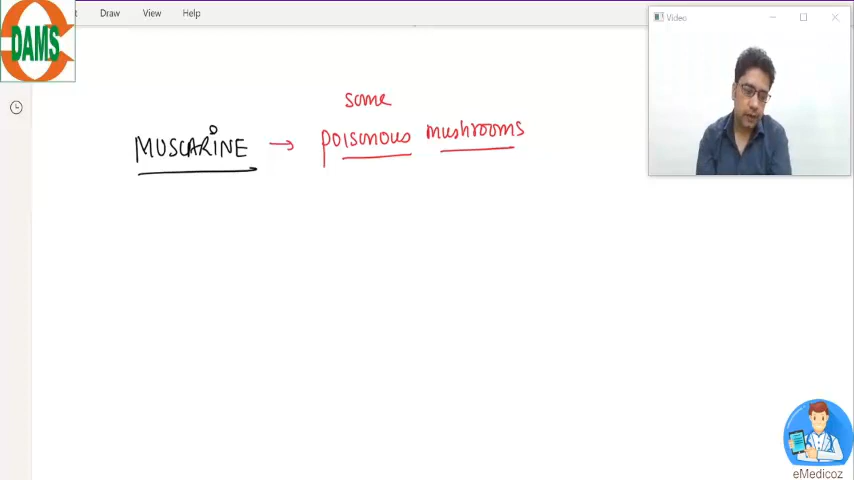 DAMS
Draw View Help
Video
some
MUSCARINE → poisonous mushrooms
eMedicoz